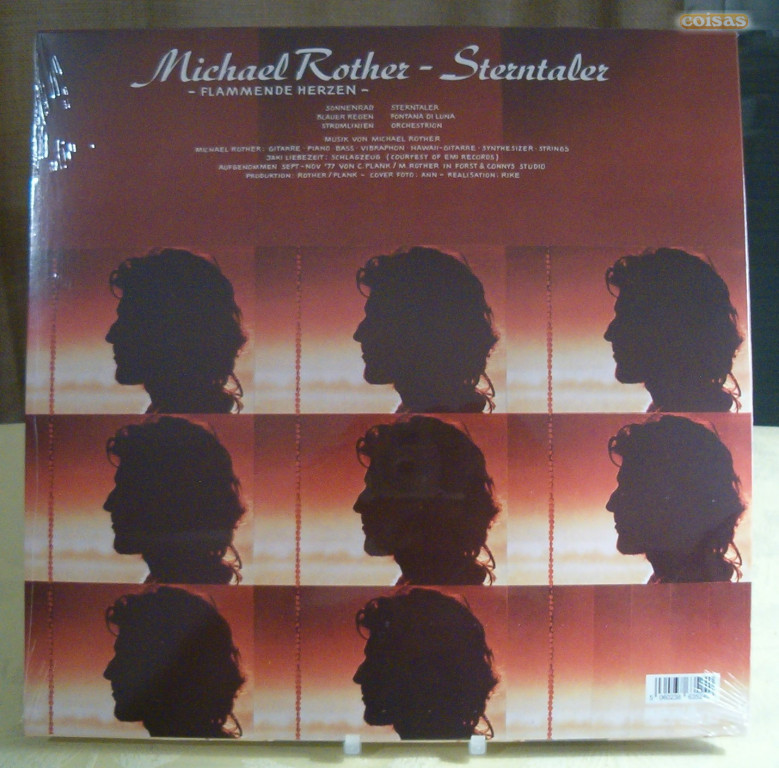 coisas
Michael Rother - Sterntaler
- FLAMMENDE HERZEN -
SONNENRAD STERNTALER
BLAUER REGEN FONTANA DI LUNA
STROMLINIEN ORCHESTRION
MUSIK VON MICHAEL ROTHER
MICHAEL ROTHER: GITARRE · PIANO BASS VIBRAPHON · HAWAII-GITARRE · SYNTHESIZER · STRINGS
JAKI LIEBEZEIT: SCHLAGZEUG (COURTESY OF EMI RECORDS)
AUFGENOMMEN SEPT-NOV '77 VON C. PLANK / M. ROTHER IN FORST & CONNYS STUDIO
PRODUKTION: ROTHER/PLANK - COVER FOTO: ANN - REALISATION: RIKE